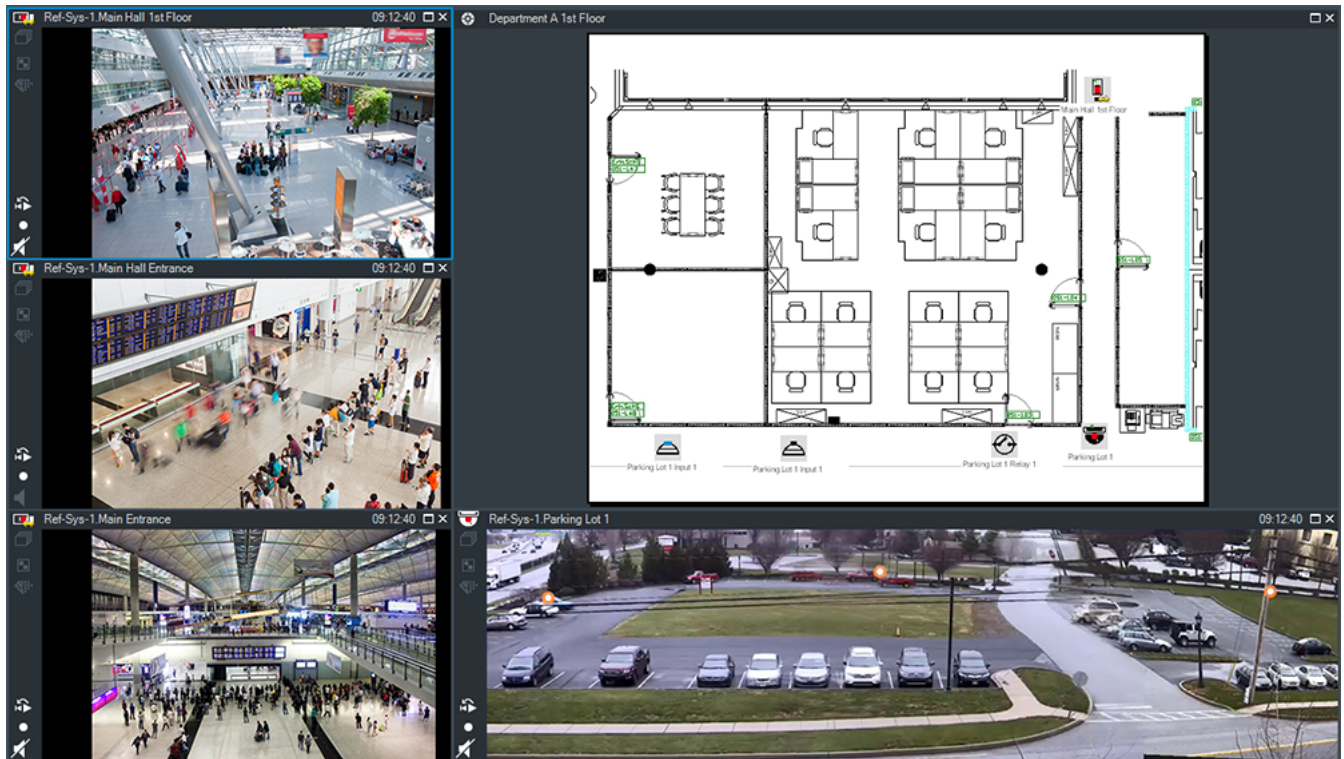 Ref-Sys-1.Main Hall 1st Floor 09:12:40
Department A 1st Floor
Main Hall 1st Floor
Parking Lot 1 Input 1
Parking Lot 1 Input 1
Parking Lot 1 Relay 1
Parking Lot 1
Ref-Sys-1.Main Hall Entrance 09:12:40
Ref-Sys-1.Main Entrance 09:12:40
Ref-Sys-1.Parking Lot 1 09:12:40